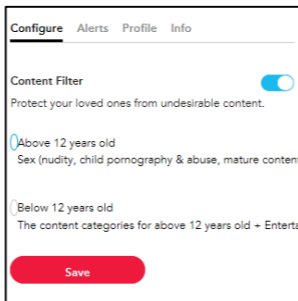 Configure Alerts Profile Info
Content Filter
Protect your loved ones from undesirable content.
Above 12 years old
Sex (nudity, child pornography & abuse, mature content
Below 12 years old
The content categories for above 12 years old + Enterta
Save